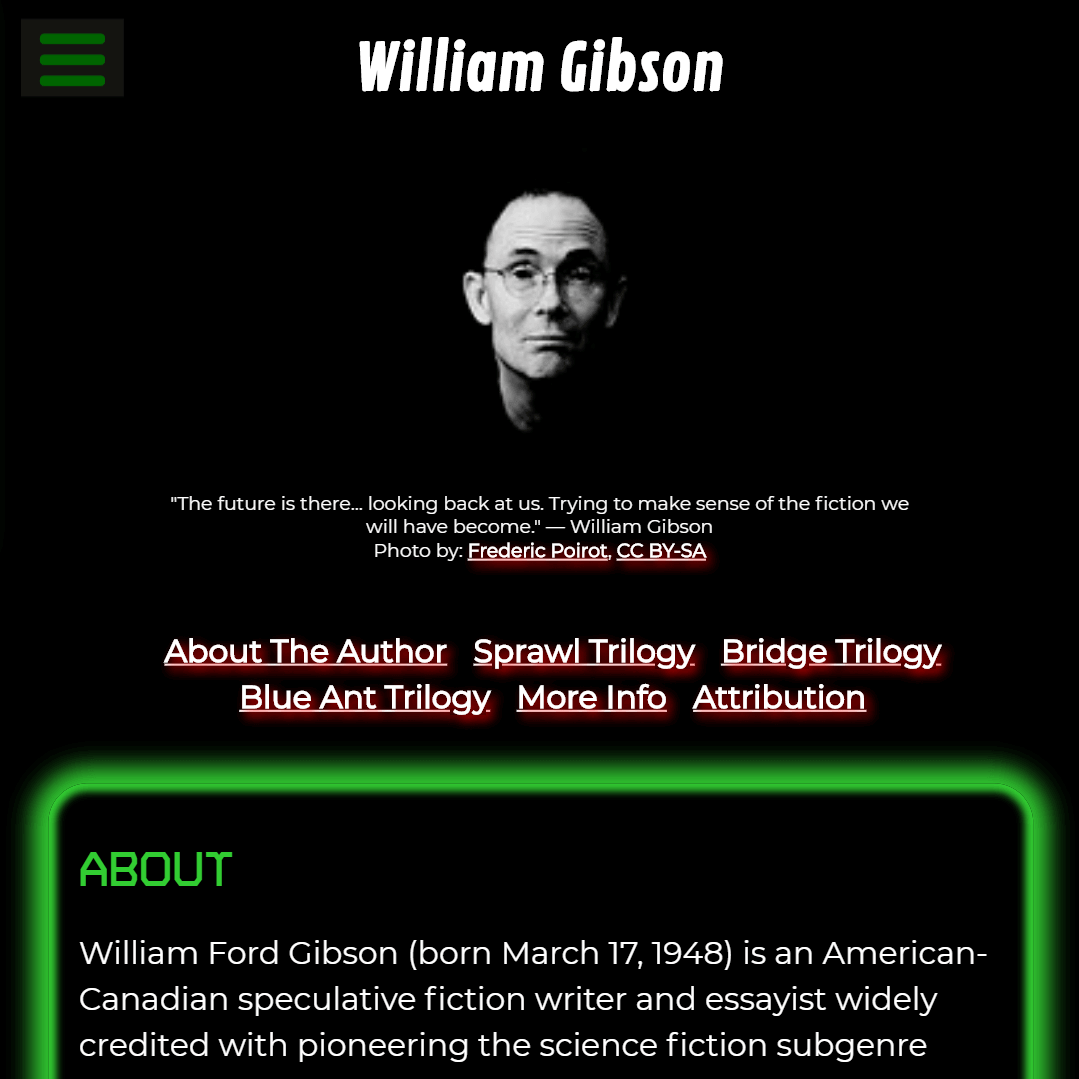 William Gibson
"The future is there... looking back at us. Trying to make sense of the fiction we
will have become." — William Gibson
Photo by: Frederic Poirot, CC BY-SA
About The Author Sprawl Trilogy Bridge Trilogy
Blue Ant Trilogy More Info Attribution
ABOUT
William Ford Gibson (born March 17, 1948) is an American-
Canadian speculative fiction writer and essayist widely
credited with pioneering the science fiction subgenre